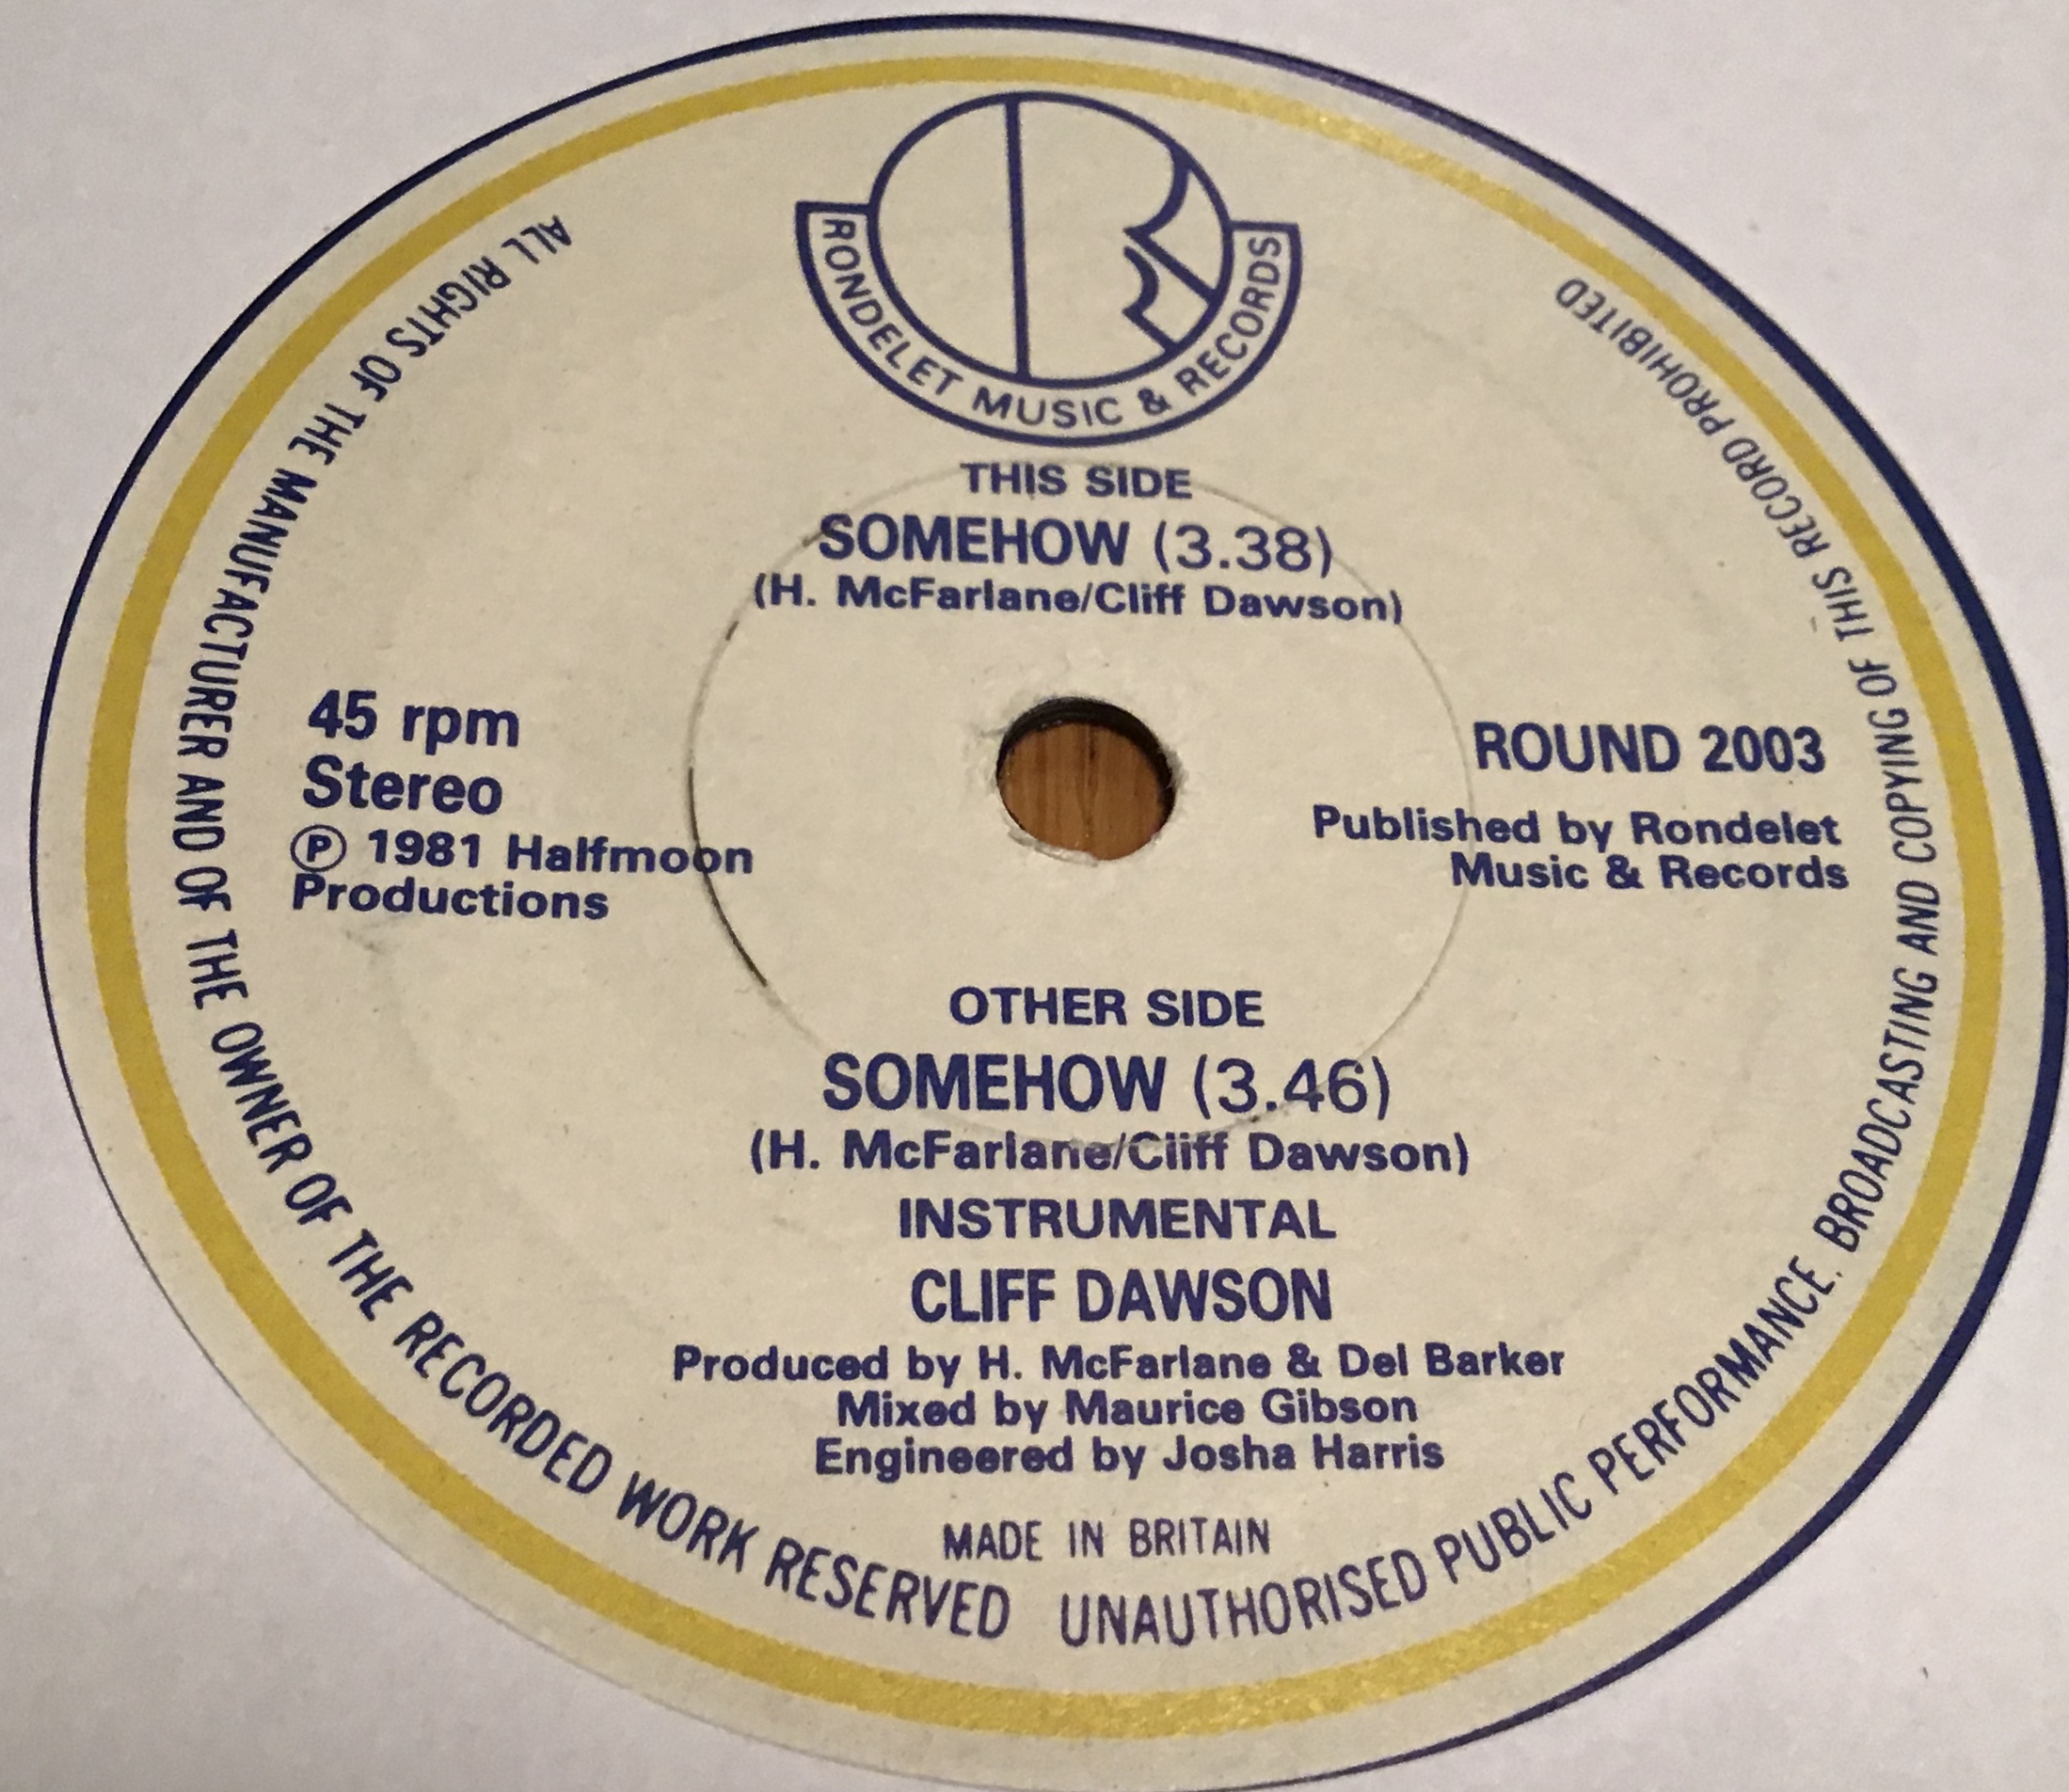 RONDELET MUSIC & RECORDS
THIS SIDE
SOMEHOW (3.38)
(H. McFarlane/Cliff Dawson)
45 rpm
Stereo
Ⓟ 1981 Halfmoon
Productions
ROUND 2003
Published by Rondelet
Music & Records
OTHER SIDE
SOMEHOW (3.46)
(H. McFarlane/Cliff Dawson)
INSTRUMENTAL
CLIFF DAWSON
Produced by H. McFarlane & Del Barker
Mixed by Maurice Gibson
Engineered by Josha Harris
MADE IN BRITAIN
ALL RIGHTS OF THE MANUFACTURER AND OF THE OWNER OF THE RECORDED WORK RESERVED UNAUTHORISED PUBLIC PERFORMANCE. BROADCASTING AND COPYING OF THIS RECORD PROHIBITED